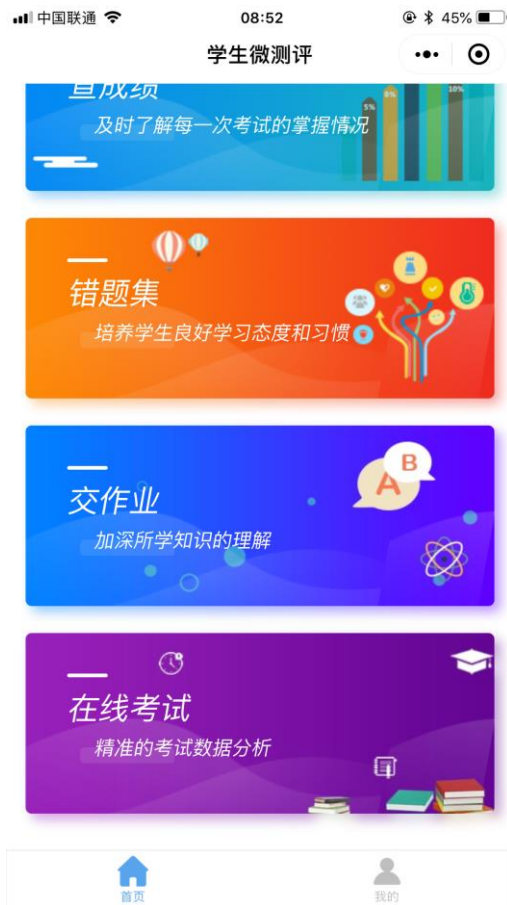 中国联通
08:52
45%
学生微测评
查成绩
及时了解每一次考试的掌握情况
5%
8%
10%
错题集
培养学生良好学习态度和习惯
交作业
加深所学知识的理解
A
B
在线考试
精准的考试数据分析
首页
我的